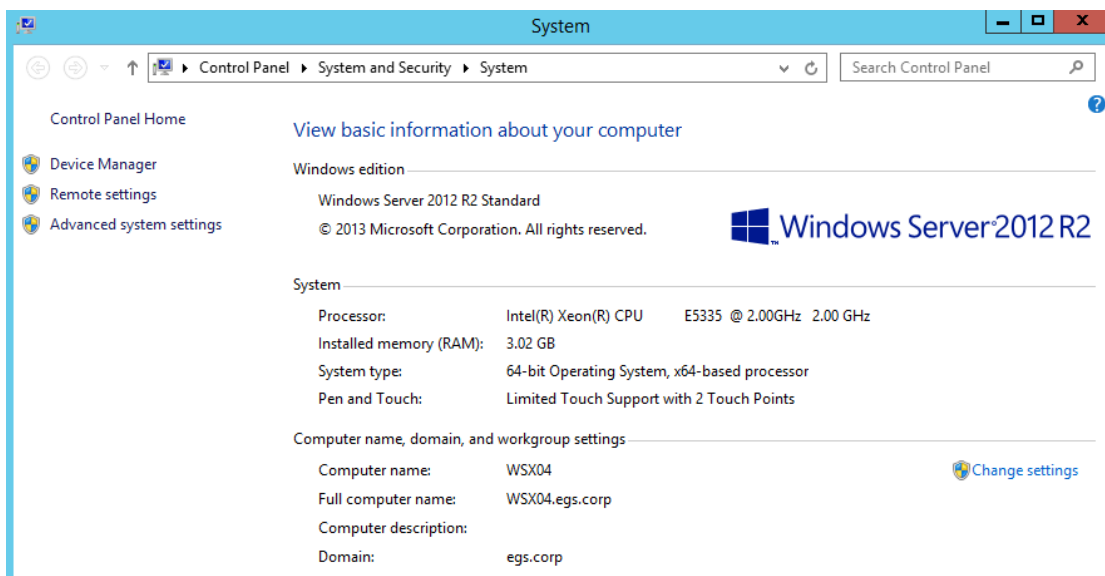 System
Control Panel System and Security System
Search Control Panel
Control Panel Home
Device Manager
Remote settings
Advanced system settings
View basic information about your computer
Windows edition
Windows Server 2012 R2 Standard
© 2013 Microsoft Corporation. All rights reserved.
Windows Server 2012 R2
System
Processor: Intel(R) Xeon(R) CPU E5335 @ 2.00GHz 2.00 GHz
Installed memory (RAM): 3.02 GB
System type: 64-bit Operating System, x64-based processor
Pen and Touch: Limited Touch Support with 2 Touch Points
Computer name, domain, and workgroup settings
Computer name: WSX04
Change settings
Full computer name: WSX04.egs.corp
Computer description:
Domain: egs.corp